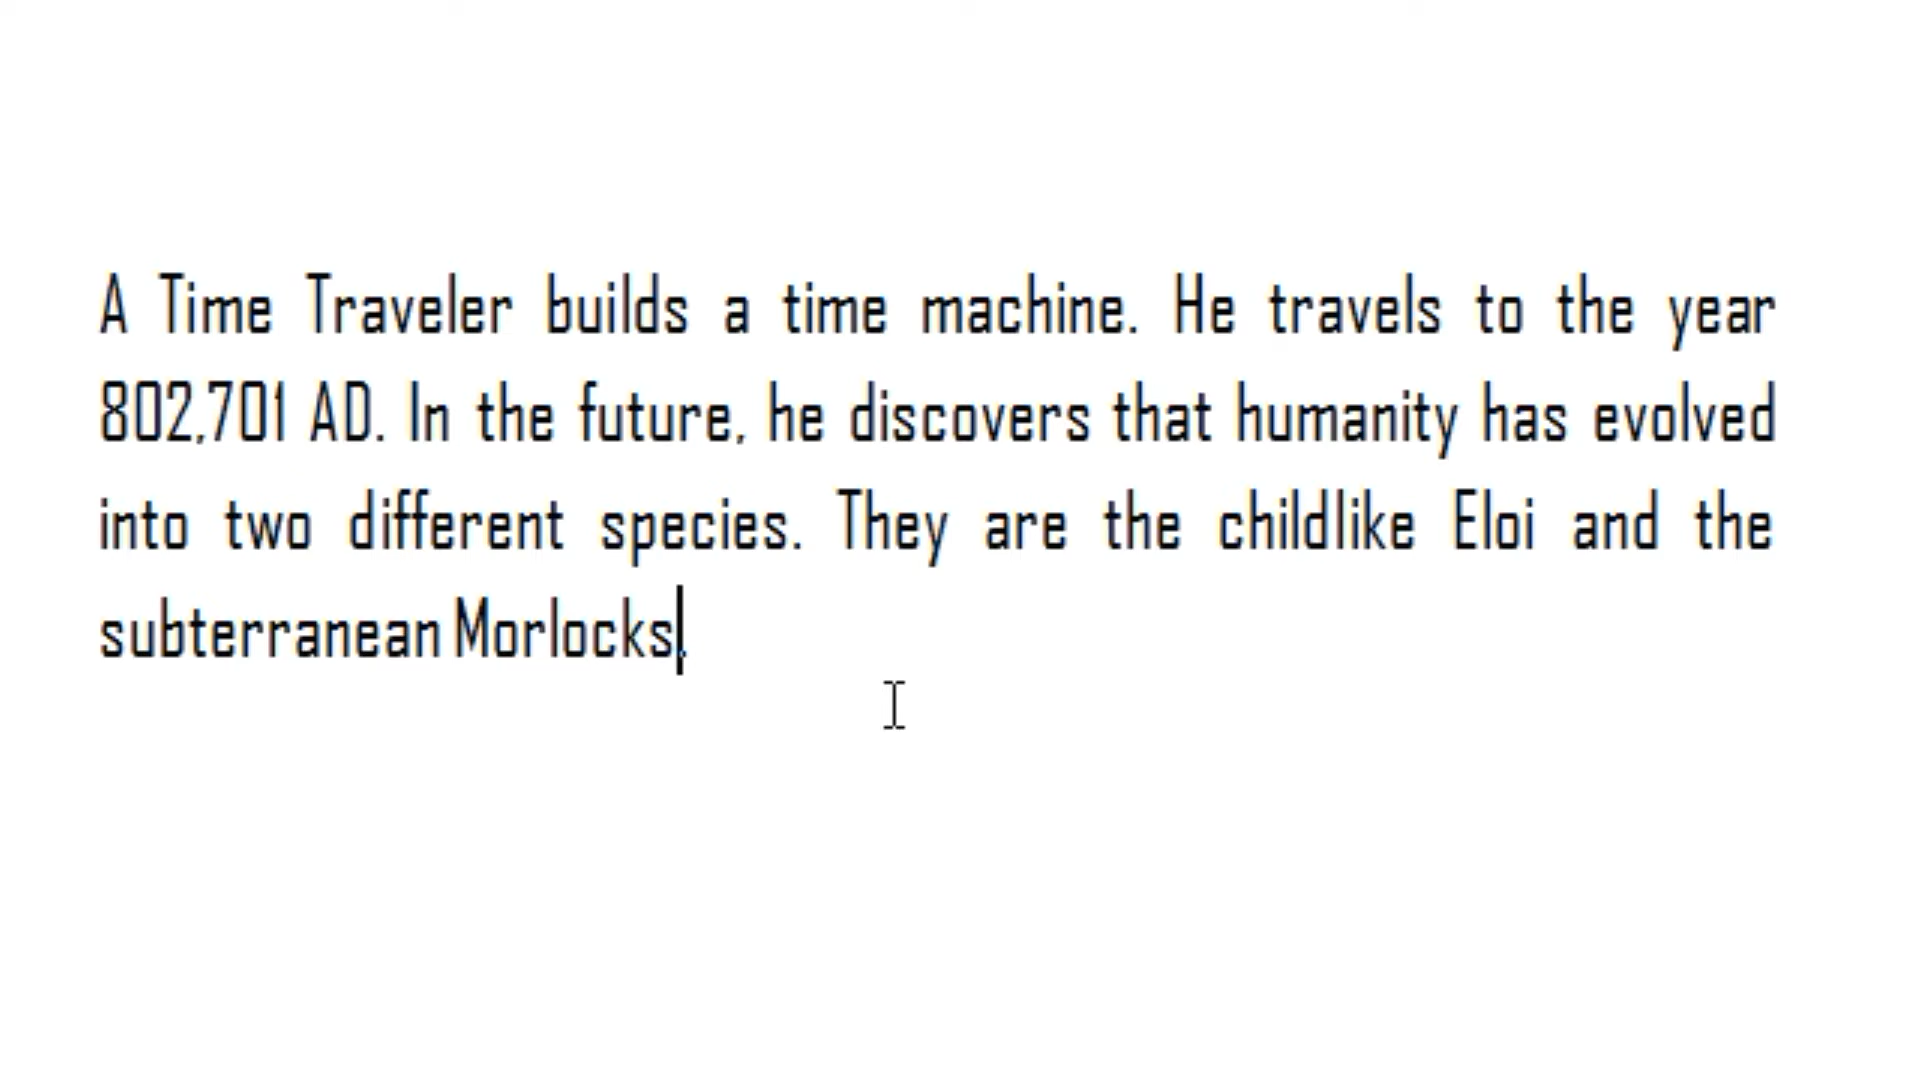 A Time Traveler builds a time machine. He travels to the year
802,701 AD. In the future, he discovers that humanity has evolved
into two different species. They are the childlike Eloi and the
subterranean Morlocks.